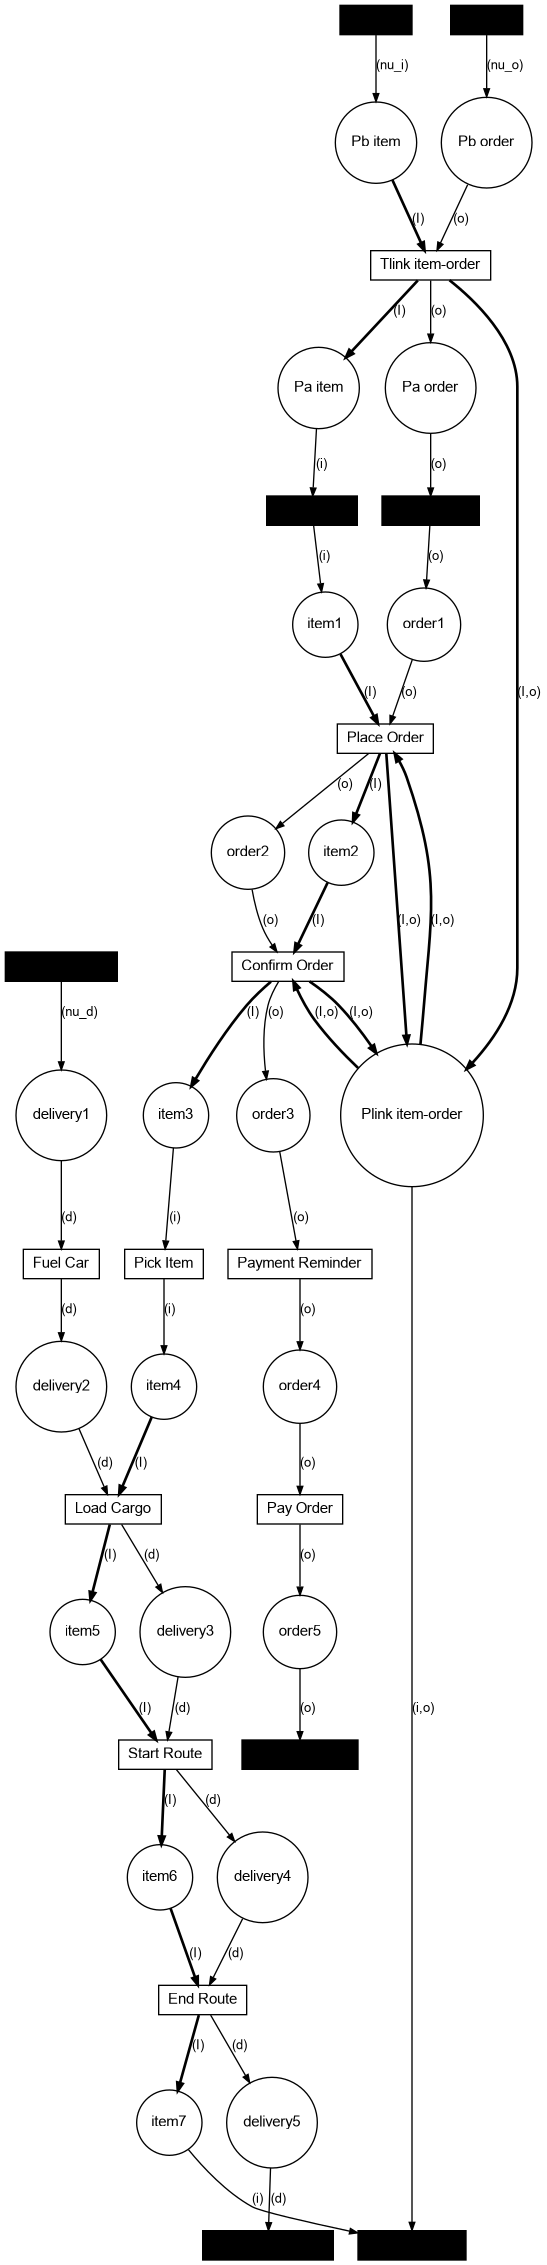 (nu_i)
(nu_o)
Pb item
Pb order
(I)
(o)
Tlink item-order
(I)
(o)
Pa item
Pa order
(i)
(o)
(i)
(o)
item1
order1
(I)
(o)
(I,o)
Place Order
(o)
(I)
order2
item2
(o)
(I)
(I,o)
(I,o)
Confirm Order
(nu_d)
(I)
(o)
(I,o)
(I,o)
delivery1
item3
order3
Plink item-order
(d)
(i)
(o)
Fuel Car
Pick Item
Payment Reminder
(d)
(i)
(o)
delivery2
item4
order4
(d)
(I)
(o)
Load Cargo
Pay Order
(I)
(d)
(o)
item5
delivery3
order5
(I)
(d)
(o)
(i,o)
Start Route
(I)
(d)
item6
delivery4
(I)
(d)
End Route
(I)
(d)
item7
delivery5
(i)
(d)